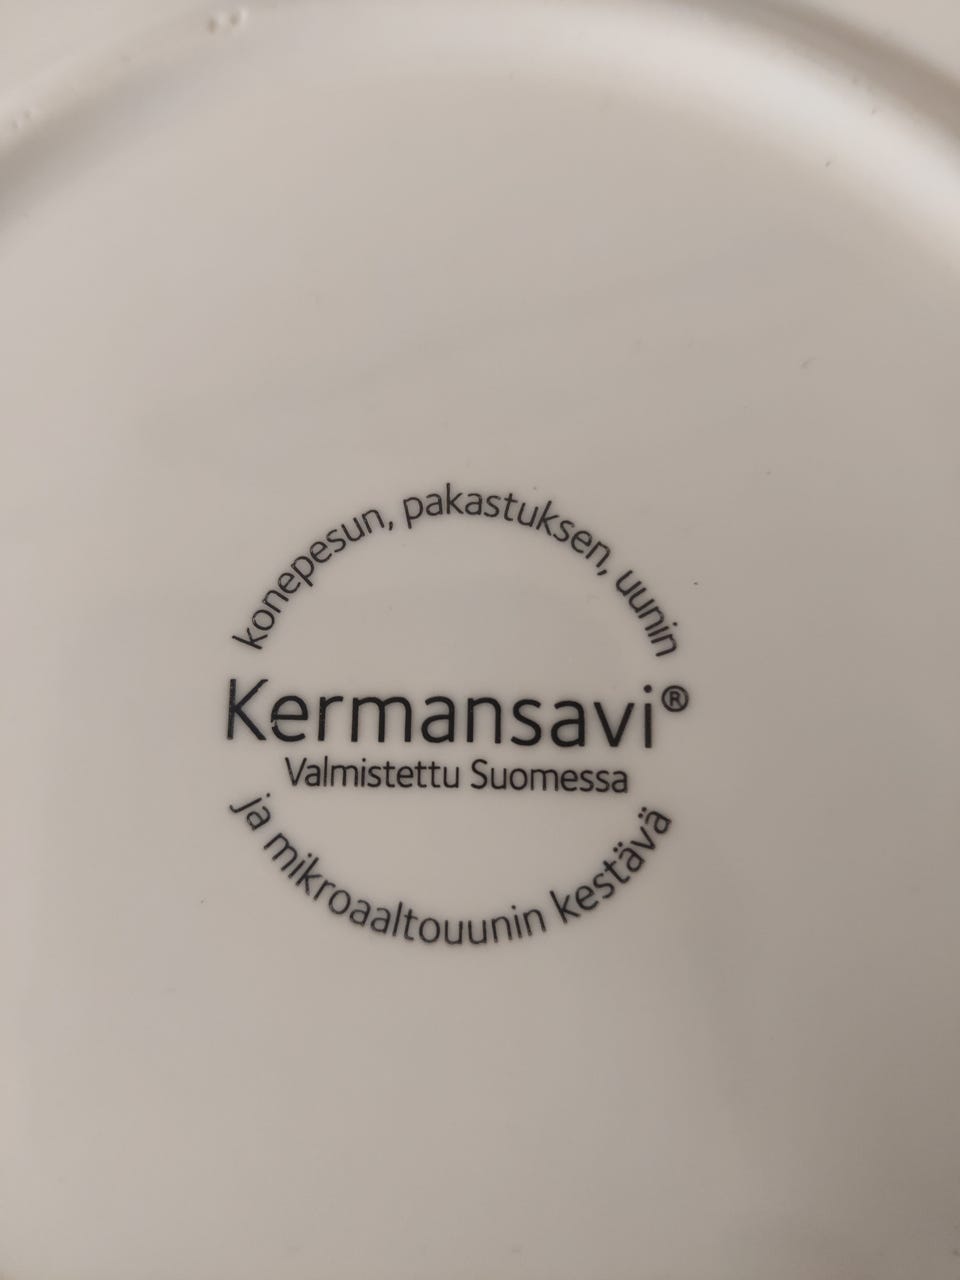 konepesun, pakastuksen, uunin
Kermansavi®
Valmistettu Suomessa
ja mikroaaltouunin kestävä